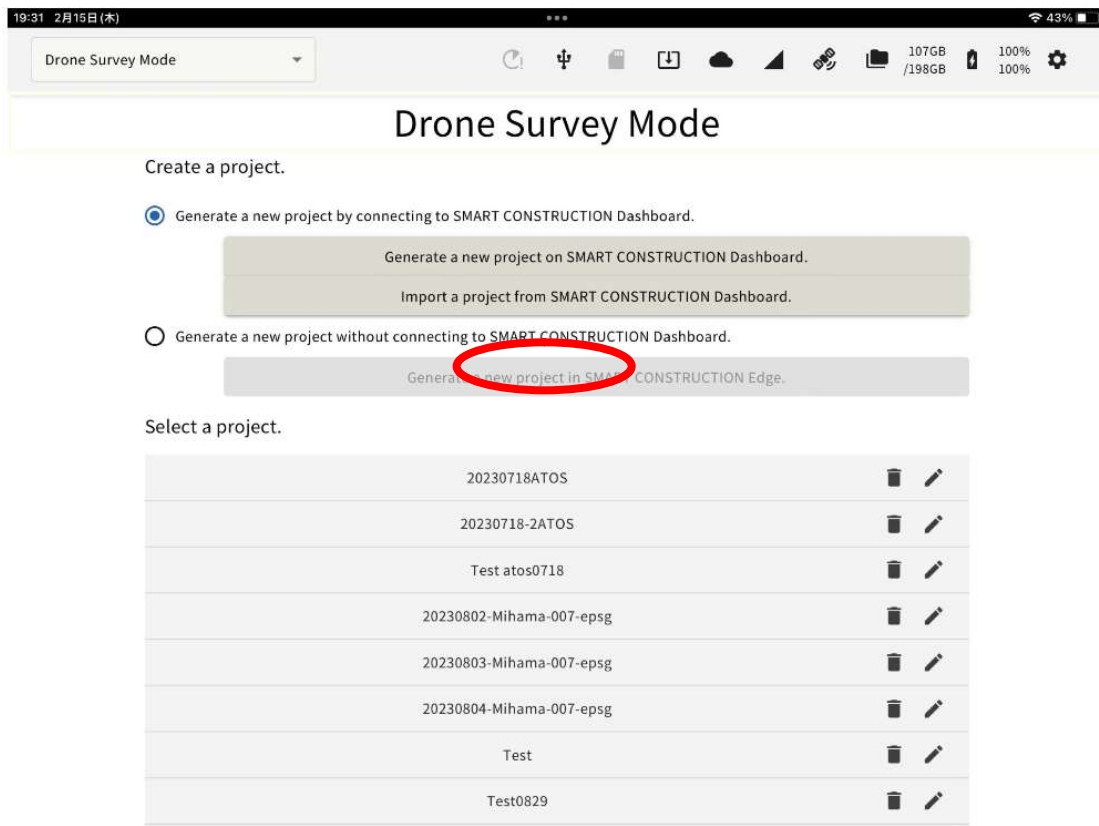 19:31 2月15日(木) 43%
Drone Survey Mode 107GB /198GB 100% 100%
Drone Survey Mode
Create a project.
Generate a new project by connecting to SMART CONSTRUCTION Dashboard.
Generate a new project on SMART CONSTRUCTION Dashboard.
Import a project from SMART CONSTRUCTION Dashboard.
Generate a new project without connecting to SMART CONSTRUCTION Dashboard.
Generate a new project in SMART CONSTRUCTION Edge.
Select a project.
20230718ATOS
20230718-2ATOS
Test atos0718
20230802-Mihama-007-epsg
20230803-Mihama-007-epsg
20230804-Mihama-007-epsg
Test
Test0829